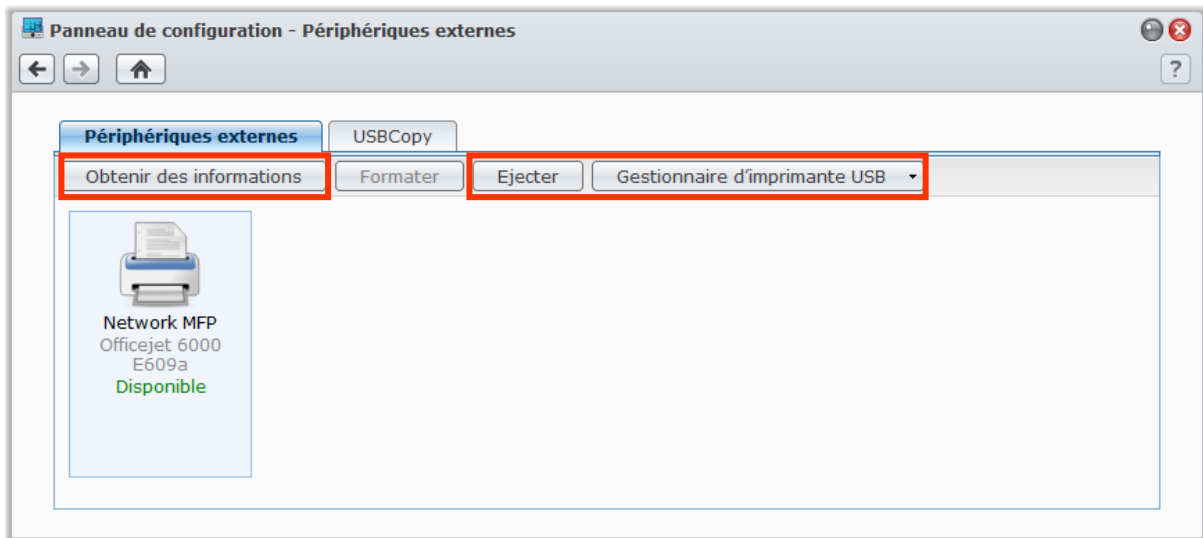 Panneau de configuration - Périphériques externes
?
Périphériques externes USBCopy
Obtenir des informations Formater Ejecter Gestionnaire d'imprimante USB
Network MFP
Officejet 6000
E609a
Disponible